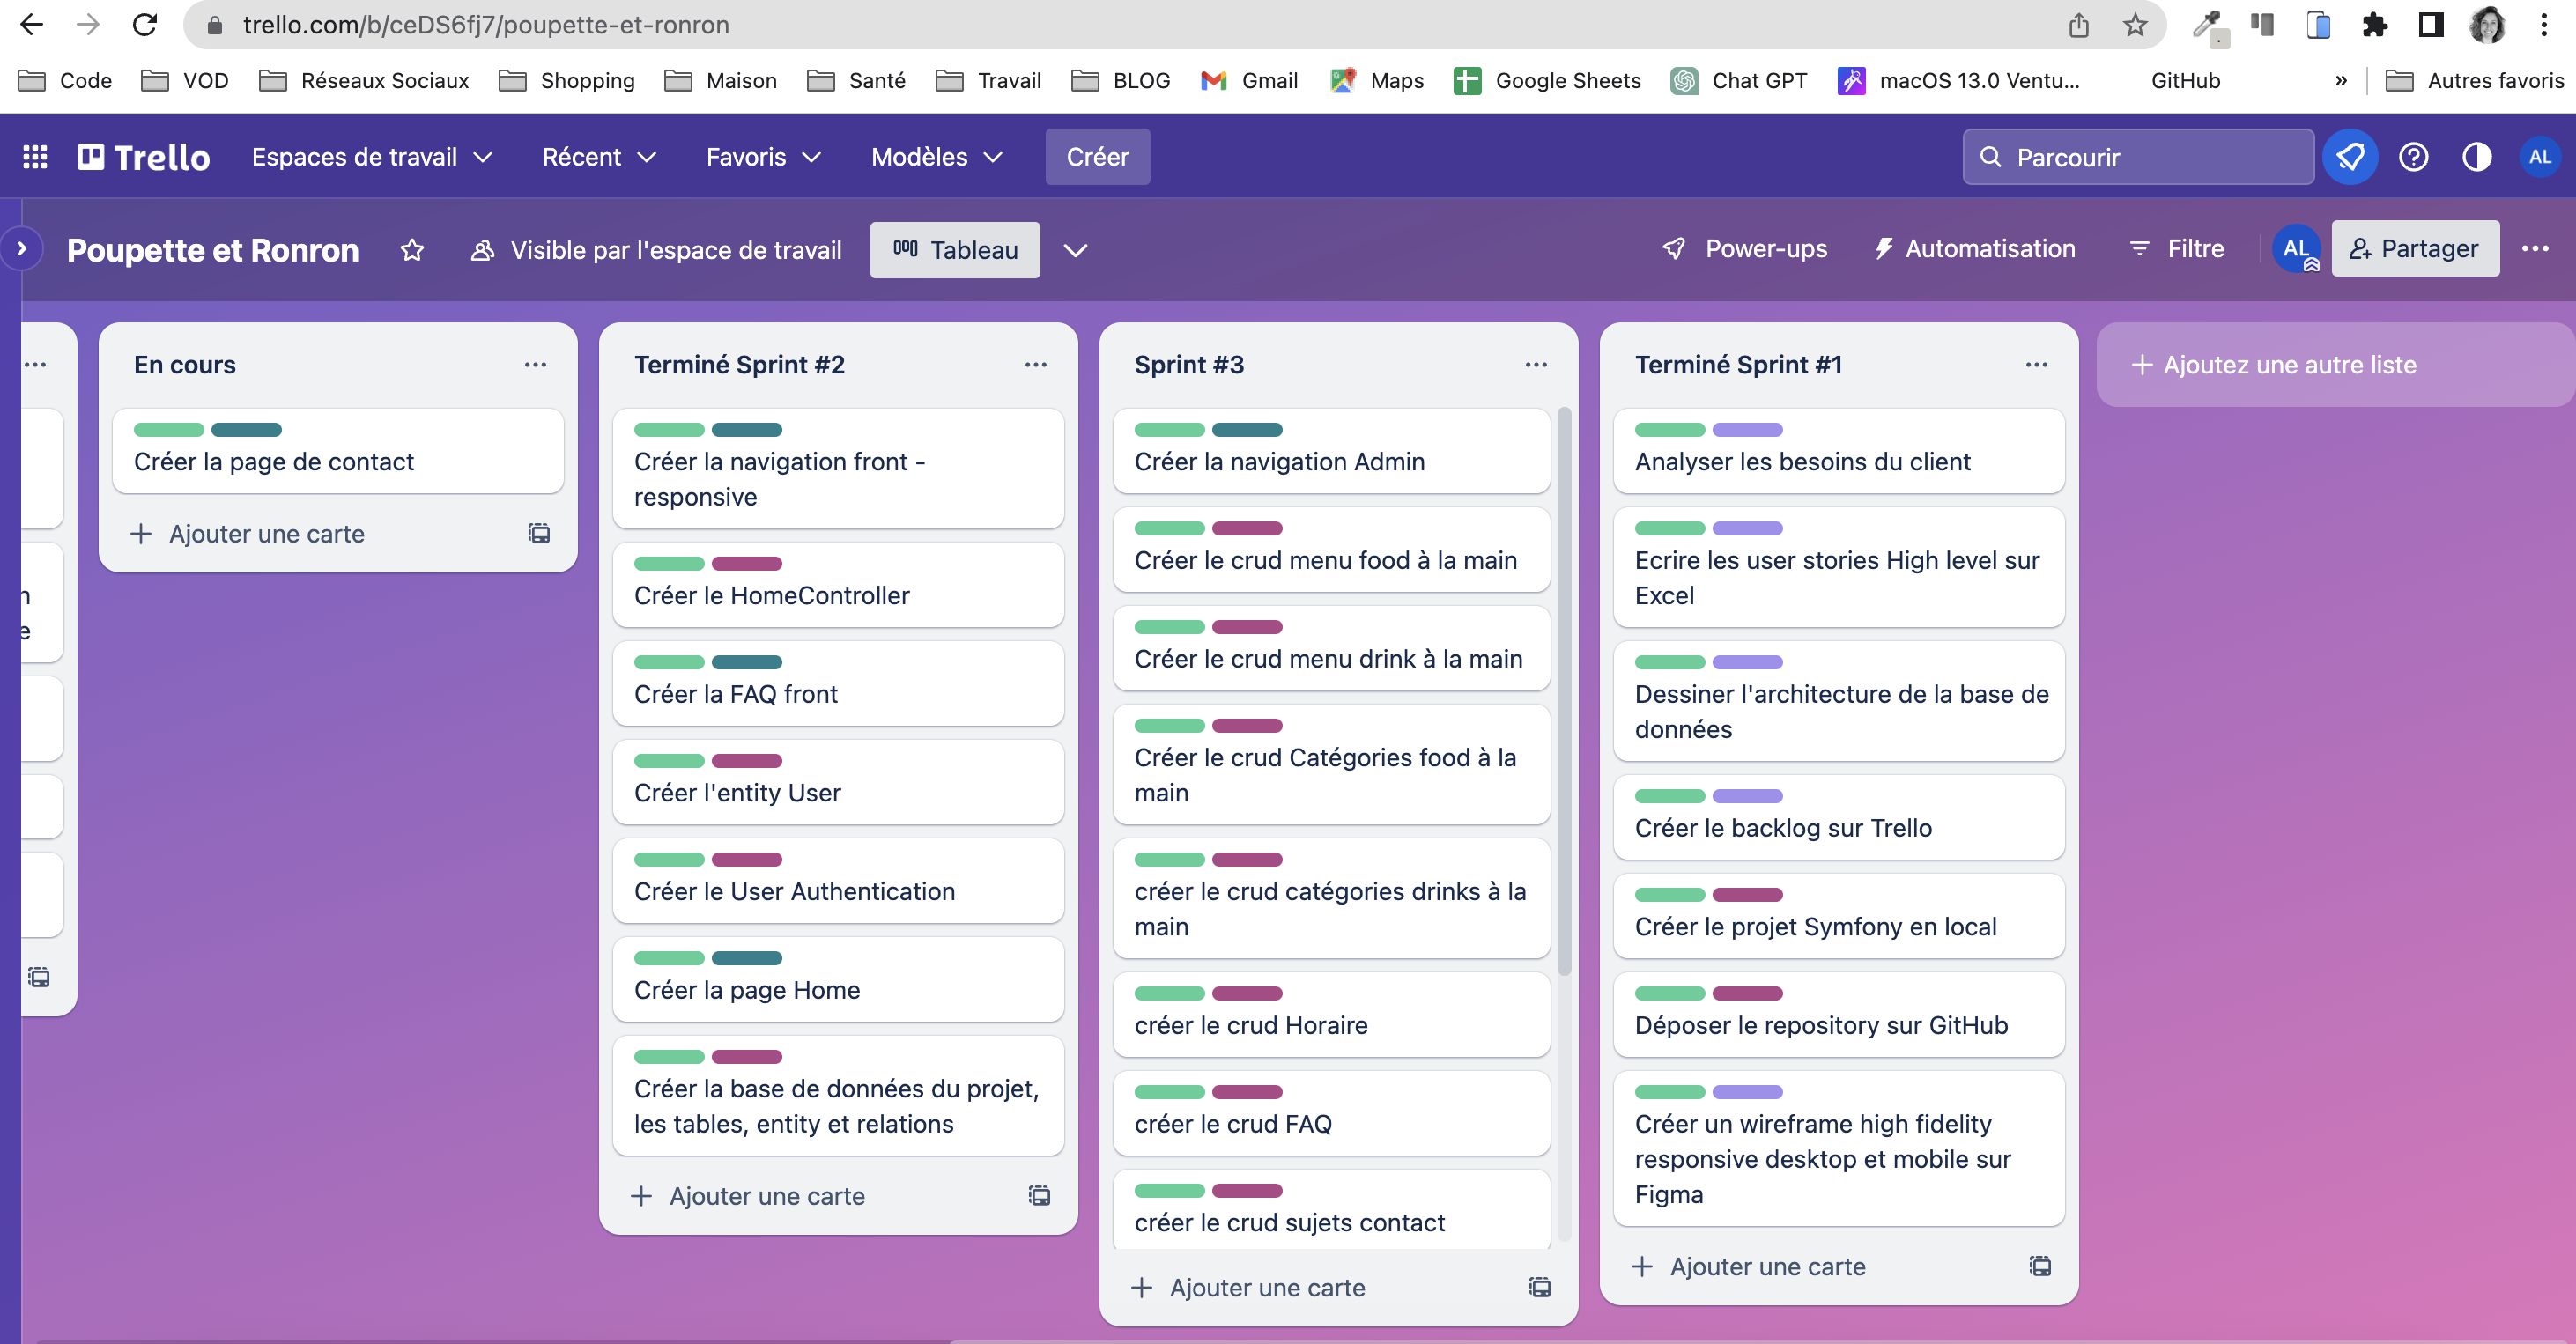 trello.com/b/ceDS6fj7/poupette-et-ronron
Code VOD Réseaux Sociaux Shopping Maison Santé Travail BLOG Gmail Maps Google Sheets Chat GPT macOS 13.0 Ventu... GitHub » Autres favoris
Trello Espaces de travail Récent Favoris Modèles Créer Parcourir AL
Poupette et Ronron Visible par l'espace de travail Tableau Power-ups Automatisation Filtre AL Partager
En cours
Créer la page de contact
+ Ajouter une carte
Terminé Sprint #2
Créer la navigation front -
responsive
Créer le HomeController
Créer la FAQ front
Créer l'entity User
Créer le User Authentication
Créer la page Home
Créer la base de données du projet,
les tables, entity et relations
+ Ajouter une carte
Sprint #3
Créer la navigation Admin
Créer le crud menu food à la main
Créer le crud menu drink à la main
Créer le crud Catégories food à la
main
créer le crud catégories drinks à la
main
créer le crud Horaire
créer le crud FAQ
créer le crud sujets contact
+ Ajouter une carte
Terminé Sprint #1
Analyser les besoins du client
Ecrire les user stories High level sur
Excel
Dessiner l'architecture de la base de
données
Créer le backlog sur Trello
Créer le projet Symfony en local
Déposer le repository sur GitHub
Créer un wireframe high fidelity
responsive desktop et mobile sur
Figma
+ Ajouter une carte
+ Ajoutez une autre liste